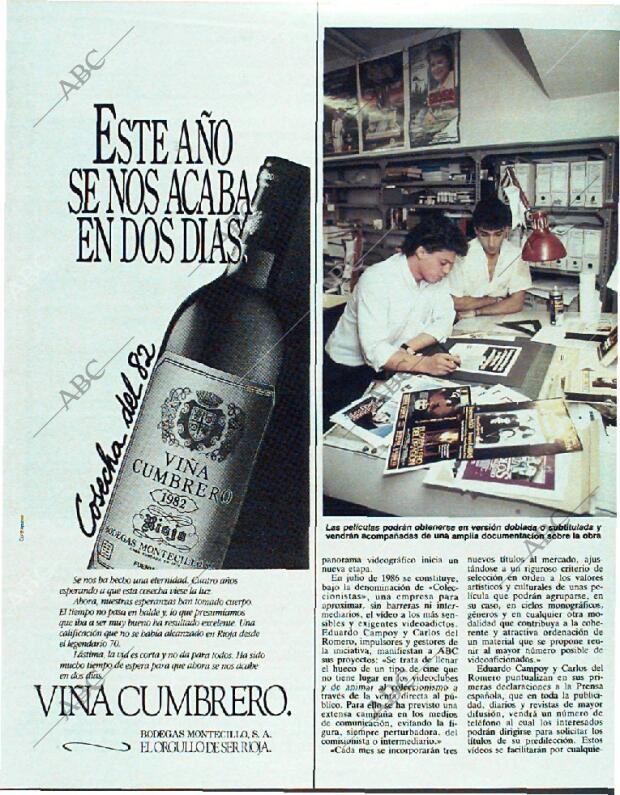 ESTE AÑO
SE NOS ACABA
EN DOS DIAS.
Cosecha del 82
VIÑA
CUMBRERO
1982
Rioja
BODEGAS MONTECILLO
Se nos ha hecho una eternidad. Cuatro años
esperando a que esta cosecha viese la luz.
Ahora, nuestras esperanzas han tomado cuerpo.
El tiempo no pasa en balde y, lo que presumíamos
que iba a ser muy bueno ha resultado excelente. Una
calificación que no se había alcanzado en Rioja desde
el legendario 70.
Lástima, la vid es corta y no da para todos. Ha sido
mucho tiempo de espera para que ahora se nos acabe
en dos días.
VIÑA CUMBRERO.
BODEGAS MONTECILLO, S. A.
EL ORGULLO DE SER RIOJA.
Las películas podrán obtenerse en versión doblada o subtitulada y
vendrán acompañadas de una amplia documentación sobre la obra
panorama videográfico inicia un
nueva etapa.
En julio de 1986 se constituye,
bajo la denominación de «Colec-
cionistas», una empresa para
aproximar, sin barreras ni inter-
mediarios, el vídeo a los más sen-
sibles y exigentes videoadictos.
Eduardo Campoy y Carlos del
Romero, impulsores y gestores de
la iniciativa, manifiestan a ABC
sus proyectos: «Se trata de llenar
el hueco de un tipo de cine que
no tiene lugar en los videoclubes
y de animar al coleccionismo a
través de la venta directa al pú-
blico. Para ello se ha previsto una
extensa campaña en los medios
de comunicación, evitando la fi-
gura, siempre perturbadora, del
comisionista o intermediario.»
«Cada mes se incorporarán tres
nuevos títulos al mercado, ajus-
tándose a un riguroso criterio de
selección en orden a los valores
artísticos y culturales de unas pe-
lícula que podrán agruparse, en
su caso, en ciclos monográficos,
géneros y en cualquier otra mo-
dalidad que contribuya a la cohe-
rente y atractiva ordenación de
un material que se propone reu-
nir al mayor número posible de
videoaficionados.»
Eduardo Campoy y Carlos del
Romero puntualizan en sus pri-
meras declaraciones a la Prensa
española, que en toda la publici-
dad, diarios y revistas de mayor
difusión, vendrá un número de
teléfono al cual los interesados
podrán dirigirse para solicitar los
títulos de su predilección. Estos
vídeos se facilitarán por cualquie-